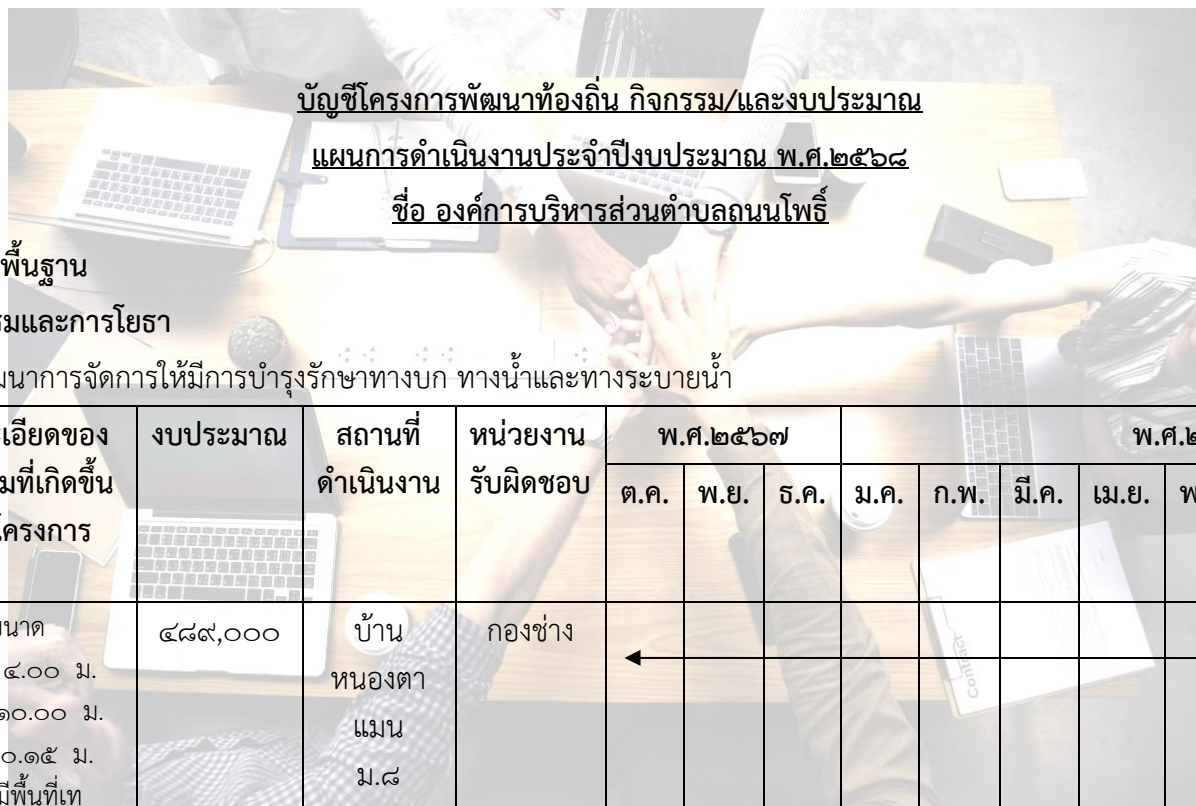 บัญชีโครงการพัฒนาท้องถิ่น กิจกรรม/และงบประมาณ
แผนการดำเนินงานประจำปีงบประมาณ พ.ศ.๒๕๖๘
ชื่อ องค์การบริหารส่วนตำบลถนนโพธิ์
พื้นฐาน
มและการโยธา
นาการจัดการให้มีการบำรุงรักษาทางบก ทางน้ำและทางระบายน้ำ
เอียดของ งบประมาณ สถานที่ หน่วยงาน พ.ศ.๒๕๖๗ พ.ศ.๒
มที่เกิดขึ้น ดำเนินงาน รับผิดชอบ ต.ค. พ.ย. ธ.ค. ม.ค. ก.พ. มี.ค. เม.ย. พ
ครงการ
นาด ๔๘๙,๐๐๐ บ้าน กองช่าง
๔.๐๐ ม. หนองตา
๑๐.๐๐ ม. แมน
๐.๑๕ ม. ม.๘
มีพื้นที่เท
Contract